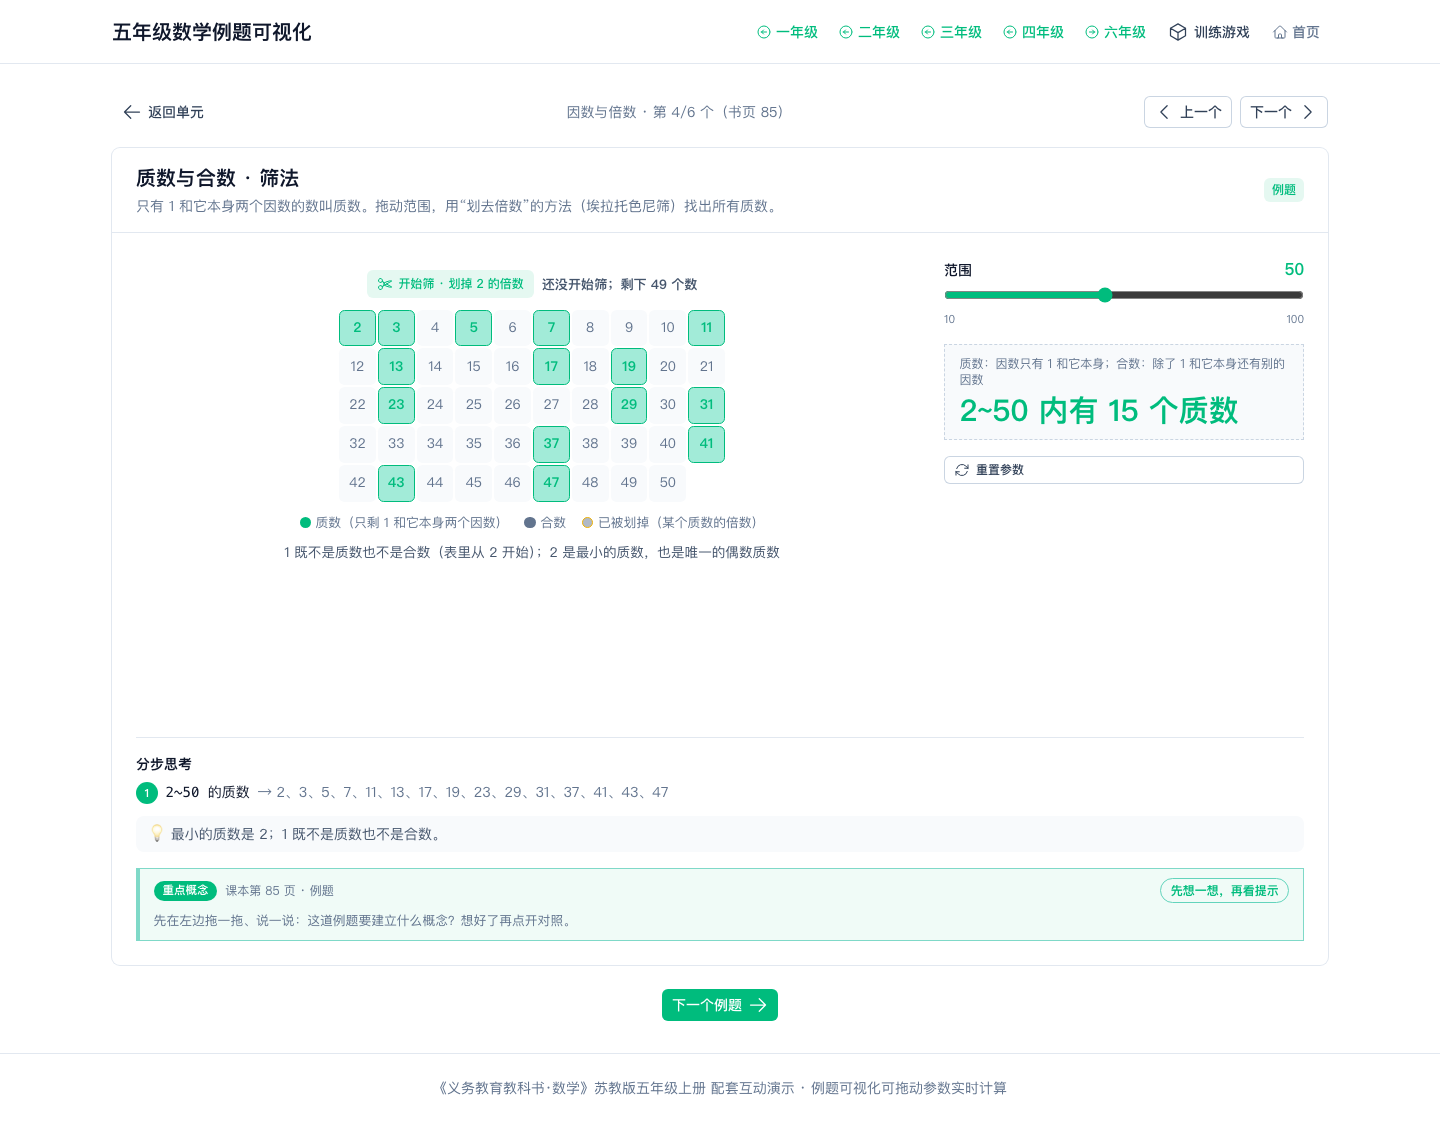 五年级数学例题可视化
一年级 二年级 三年级 四年级 六年级 训练游戏 首页
返回单元
因数与倍数 · 第 4/6 个（书页 85）
上一个 下一个
质数与合数 · 筛法
只有 1 和它本身两个因数的数叫质数。拖动范围，用“划去倍数”的方法（埃拉托色尼筛）找出所有质数。
例题
开始筛 · 划掉 2 的倍数 还没开始筛；剩下 49 个数
2 3 4 5 6 7 8 9 10 11
12 13 14 15 16 17 18 19 20 21
22 23 24 25 26 27 28 29 30 31
32 33 34 35 36 37 38 39 40 41
42 43 44 45 46 47 48 49 50
质数（只剩 1 和它本身两个因数） 合数 已被划掉（某个质数的倍数）
1 既不是质数也不是合数（表里从 2 开始）；2 是最小的质数，也是唯一的偶数质数
范围 50
10 100
质数：因数只有 1 和它本身；合数：除了 1 和它本身还有别的
因数
2~50 内有 15 个质数
重置参数
分步思考
1 2~50 的质数 → 2、3、5、7、11、13、17、19、23、29、31、37、41、43、47
最小的质数是 2；1 既不是质数也不是合数。
重点概念 课本第 85 页 · 例题 先想一想，再看提示
先在左边拖一拖、说一说：这道例题要建立什么概念？想好了再点开对照。
下一个例题
《义务教育教科书·数学》苏教版五年级上册 配套互动演示 · 例题可视化可拖动参数实时计算